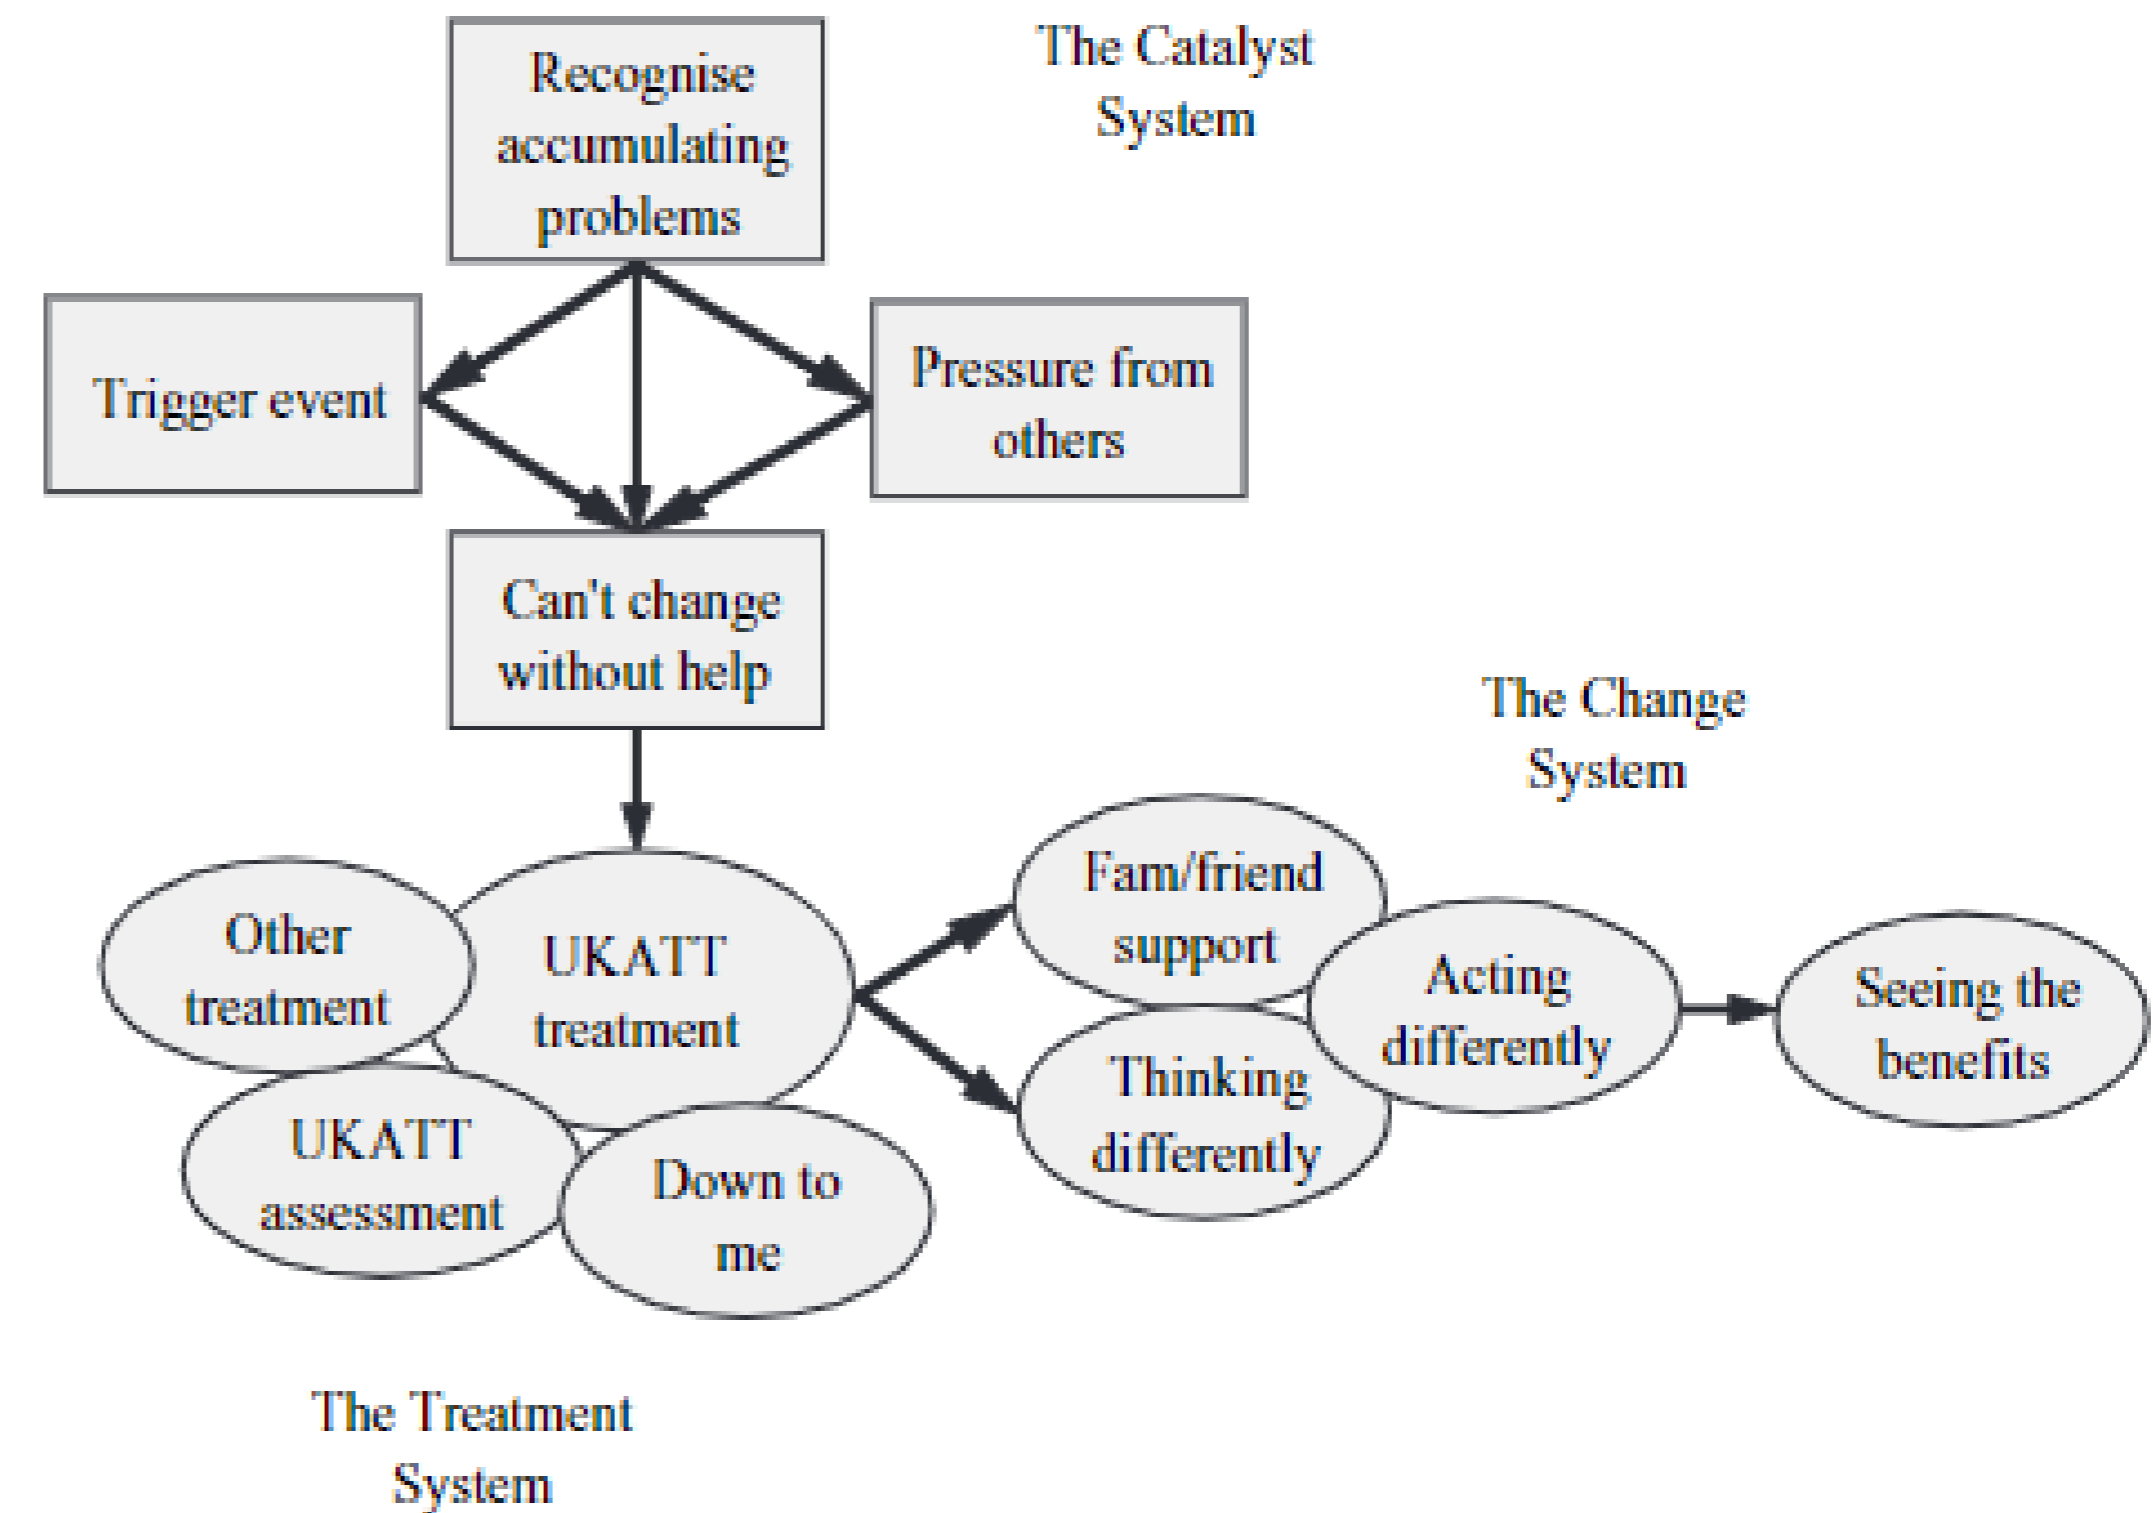 The Catalyst
System
Recognise
accumulating
problems
Trigger event
Pressure from
others
Can't change
without help
The Change
System
Other
treatment
UKATT
treatment
UKATT
assessment
Down to
me
Fam/friend
support
Thinking
differently
Acting
differently
Seeing the
benefits
The Treatment
System